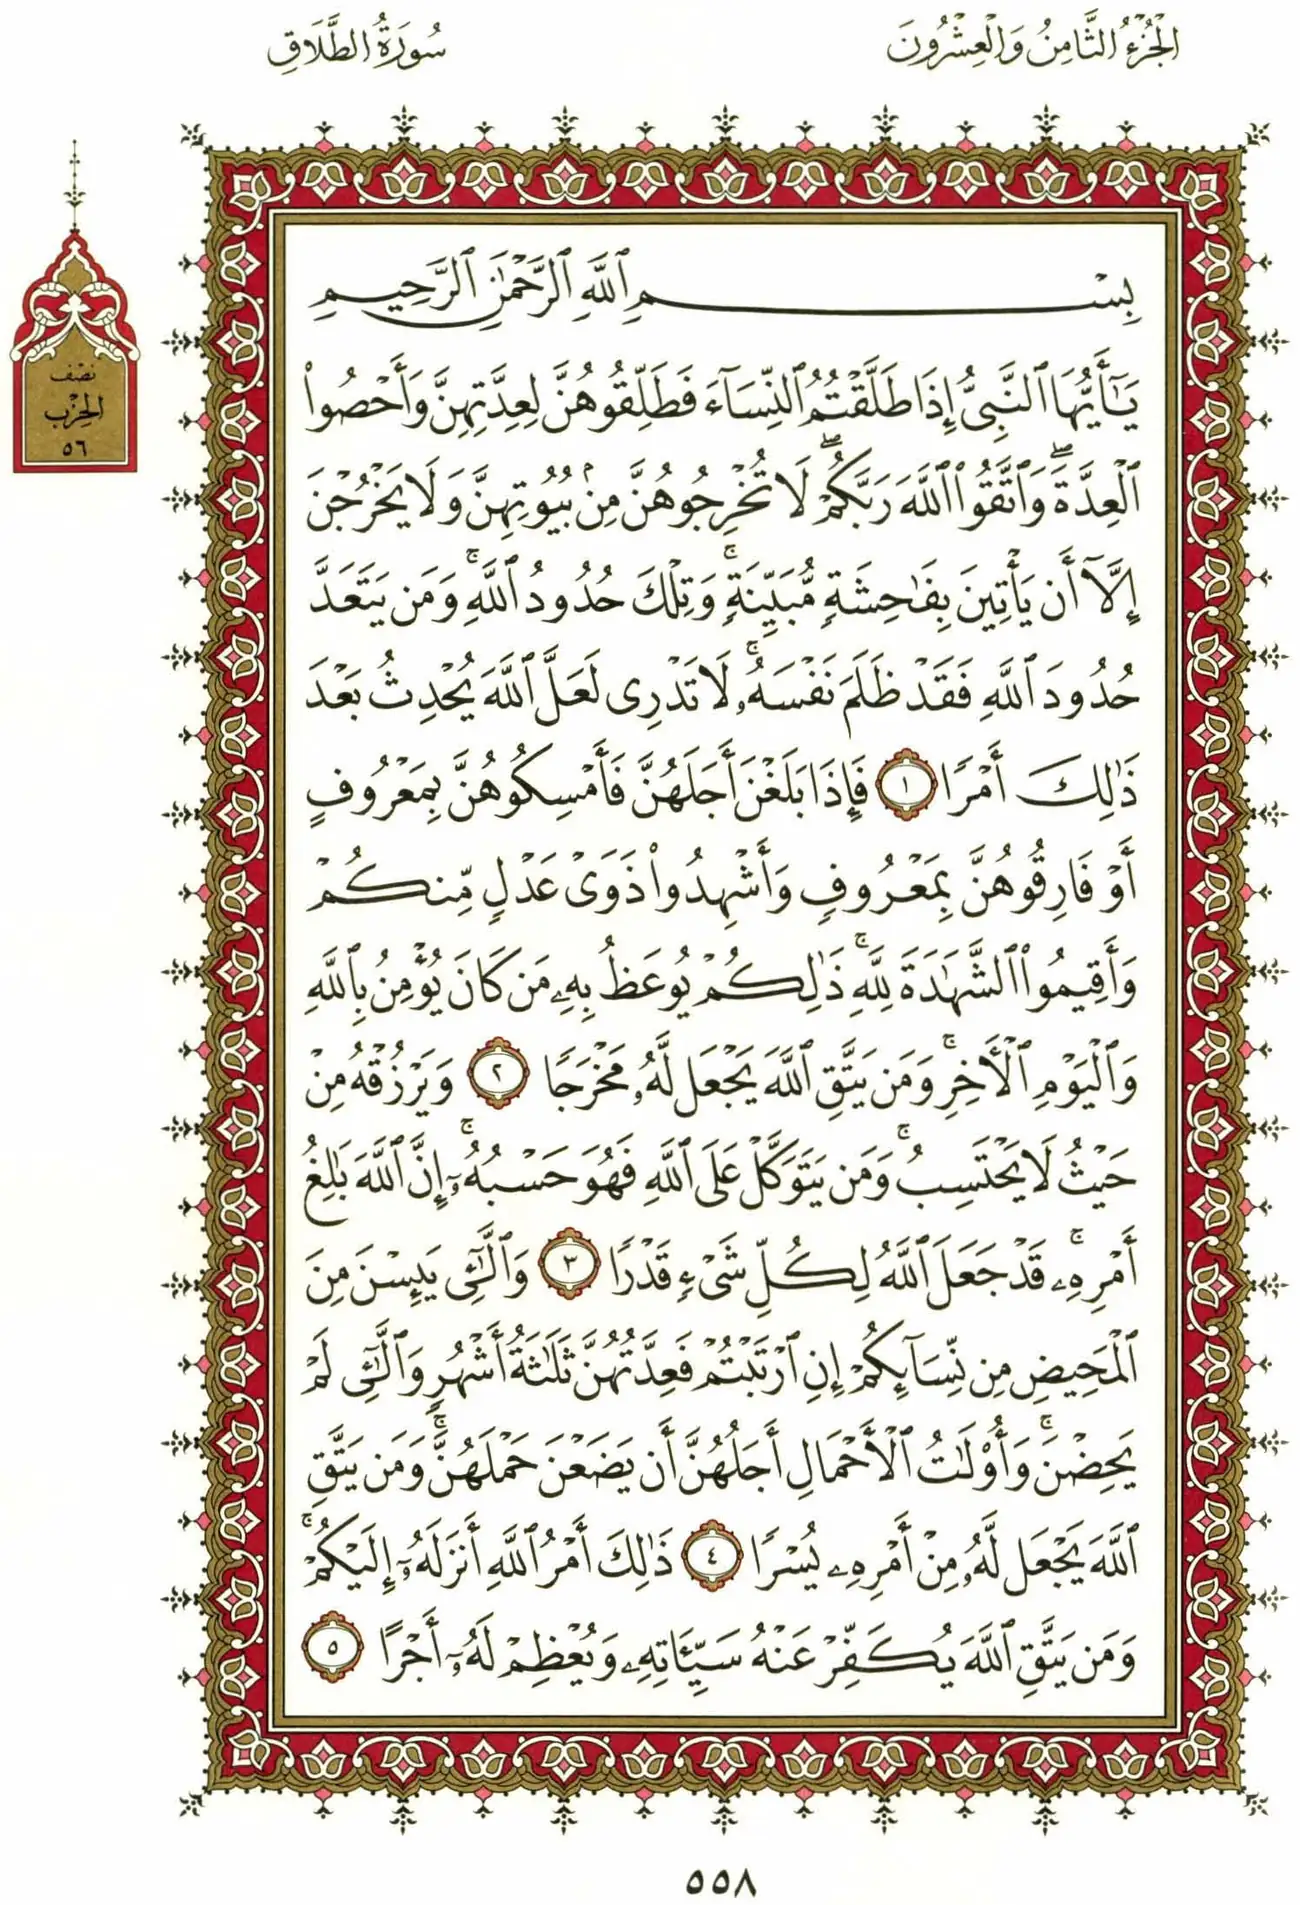 الجُزْءُ الثَّامِنُ وَالْعِشْرُونَ
سُورَةُ الطَّلَاقِ
نصْف
الحِزْب
٥٦
بِسْمِ ٱللَّهِ ٱلرَّحْمَٰنِ ٱلرَّحِيمِ
يَـٰٓأَيُّهَا ٱلنَّبِىُّ إِذَا طَلَّقْتُمُ ٱلنِّسَآءَ فَطَلِّقُوهُنَّ لِعِدَّتِهِنَّ وَأَحْصُوا۟
ٱلْعِدَّةَ ۖ وَٱتَّقُوا۟ ٱللَّهَ رَبَّكُمْ ۖ لَا تُخْرِجُوهُنَّ مِنۢ بُيُوتِهِنَّ وَلَا يَخْرُجْنَ
إِلَّآ أَن يَأْتِينَ بِفَـٰحِشَةٍ مُّبَيِّنَةٍ ۚ وَتِلْكَ حُدُودُ ٱللَّهِ ۚ وَمَن يَتَعَدَّ
حُدُودَ ٱللَّهِ فَقَدْ ظَلَمَ نَفْسَهُۥ ۚ لَا تَدْرِى لَعَلَّ ٱللَّهَ يُحْدِثُ بَعْدَ
ذَٰلِكَ أَمْرًا ١ فَإِذَا بَلَغْنَ أَجَلَهُنَّ فَأَمْسِكُوهُنَّ بِمَعْرُوفٍ
أَوْ فَارِقُوهُنَّ بِمَعْرُوفٍ وَأَشْهِدُوا۟ ذَوَىْ عَدْلٍ مِّنكُمْ
وَأَقِيمُوا۟ ٱلشَّهَـٰدَةَ لِلَّهِ ۚ ذَٰلِكُمْ يُوعَظُ بِهِۦ مَن كَانَ يُؤْمِنُ بِٱللَّهِ
وَٱلْيَوْمِ ٱلْـَٔاخِرِ ۚ وَمَن يَتَّقِ ٱللَّهَ يَجْعَل لَّهُۥ مَخْرَجًا ٢ وَيَرْزُقْهُ مِنْ
حَيْثُ لَا يَحْتَسِبُ ۚ وَمَن يَتَوَكَّلْ عَلَى ٱللَّهِ فَهُوَ حَسْبُهُۥٓ ۚ إِنَّ ٱللَّهَ بَـٰلِغُ
أَمْرِهِۦ ۚ قَدْ جَعَلَ ٱللَّهُ لِكُلِّ شَىْءٍ قَدْرًا ٣ وَٱلَّـٰٓـِٔى يَئِسْنَ مِنَ
ٱلْمَحِيضِ مِن نِّسَآئِكُمْ إِنِ ٱرْتَبْتُمْ فَعِدَّتُهُنَّ ثَلَـٰثَةُ أَشْهُرٍ وَٱلَّـٰٓـِٔى لَمْ
يَحِضْنَ ۚ وَأُو۟لَـٰتُ ٱلْأَحْمَالِ أَجَلُهُنَّ أَن يَضَعْنَ حَمْلَهُنَّ ۚ وَمَن يَتَّقِ
ٱللَّهَ يَجْعَل لَّهُۥ مِنْ أَمْرِهِۦ يُسْرًا ٤ ذَٰلِكَ أَمْرُ ٱللَّهِ أَنزَلَهُۥٓ إِلَيْكُمْ ۚ
وَمَن يَتَّقِ ٱللَّهَ يُكَفِّرْ عَنْهُ سَيِّـَٔاتِهِۦ وَيُعْظِمْ لَهُۥٓ أَجْرًا ٥
٥٥٨